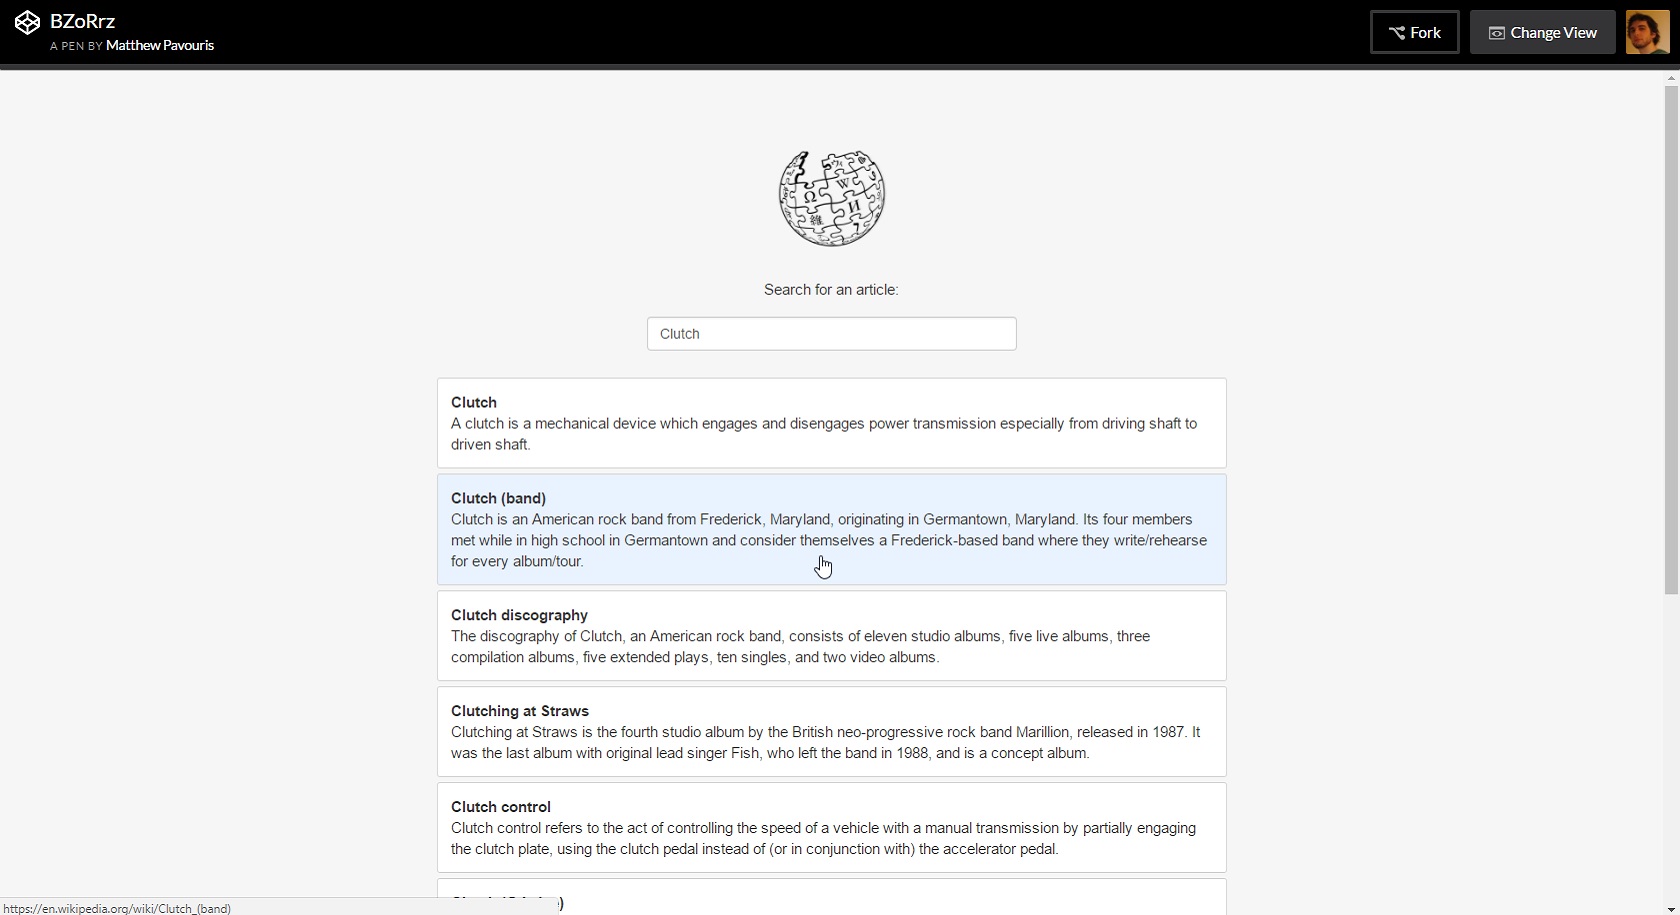 BZoRrz
A PEN BY Matthew Pavouris
Fork
Change View
Ω W И 維
Search for an article:
Clutch
Clutch
A clutch is a mechanical device which engages and disengages power transmission especially from driving shaft to
driven shaft.
Clutch (band)
Clutch is an American rock band from Frederick, Maryland, originating in Germantown, Maryland. Its four members
met while in high school in Germantown and consider themselves a Frederick-based band where they write/rehearse
for every album/tour.
Clutch discography
The discography of Clutch, an American rock band, consists of eleven studio albums, five live albums, three
compilation albums, five extended plays, ten singles, and two video albums.
Clutching at Straws
Clutching at Straws is the fourth studio album by the British neo-progressive rock band Marillion, released in 1987. It
was the last album with original lead singer Fish, who left the band in 1988, and is a concept album.
Clutch control
Clutch control refers to the act of controlling the speed of a vehicle with a manual transmission by partially engaging
the clutch plate, using the clutch pedal instead of (or in conjunction with) the accelerator pedal.
https://en.wikipedia.org/wiki/Clutch_(band)